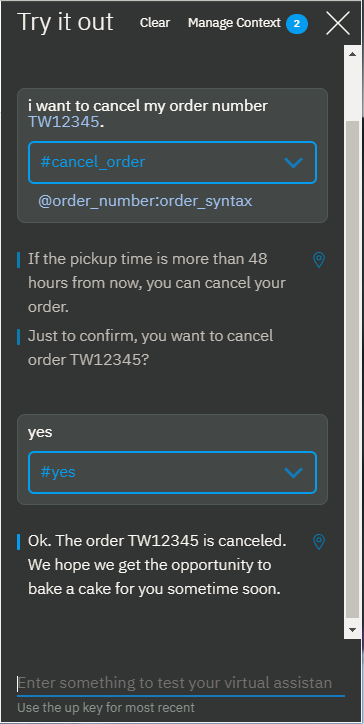 Try it out Clear Manage Context 2
i want to cancel my order number
TW12345.
#cancel_order
@order_number:order_syntax
If the pickup time is more than 48
hours from now, you can cancel your
order.
Just to confirm, you want to cancel
order TW12345?
yes
#yes
Ok. The order TW12345 is canceled.
We hope we get the opportunity to
bake a cake for you sometime soon.
Enter something to test your virtual assistan
Use the up key for most recent